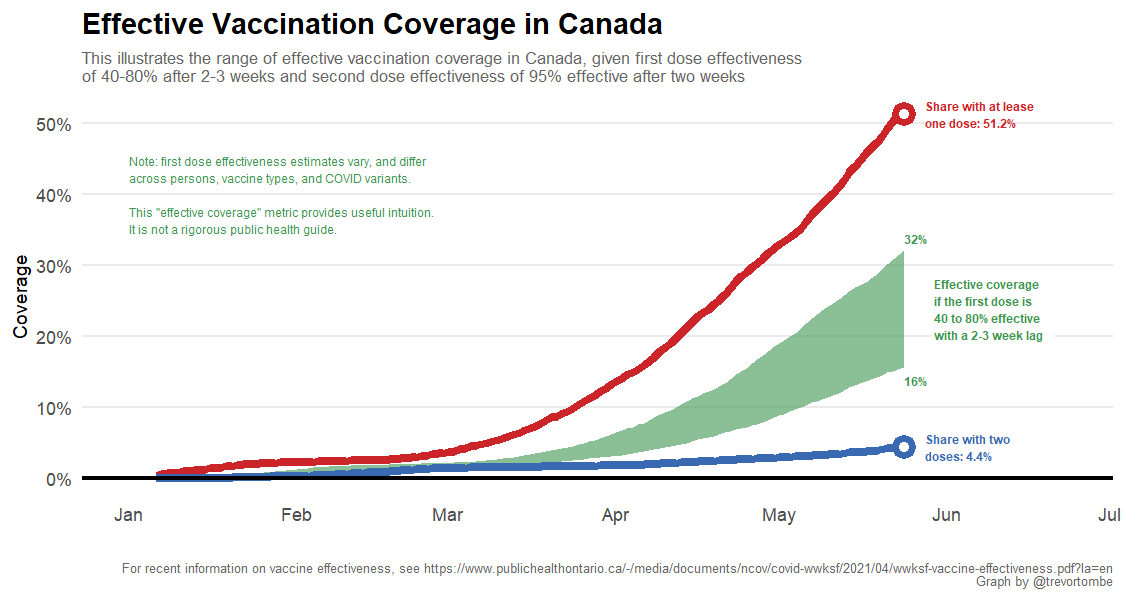 Effective Vaccination Coverage in Canada
This illustrates the range of effective vaccination coverage in Canada, given first dose effectiveness
of 40-80% after 2-3 weeks and second dose effectiveness of 95% effective after two weeks
Share with at lease
one dose: 51.2%
50%
Note: first dose effectiveness estimates vary, and differ
across persons, vaccine types, and COVID variants.
40%
This "effective coverage" metric provides useful intuition.
It is not a rigorous public health guide.
32%
30%
Coverage
Effective coverage
if the first dose is
40 to 80% effective
with a 2-3 week lag
20%
16%
10%
Share with two
doses: 4.4%
0%
Jan Feb Mar Apr May Jun Jul
For recent information on vaccine effectiveness, see https://www.publichealthontario.ca/-/media/documents/ncov/covid-wwksf/2021/04/wwksf-vaccine-effectiveness.pdf?la=en
Graph by @trevortombe